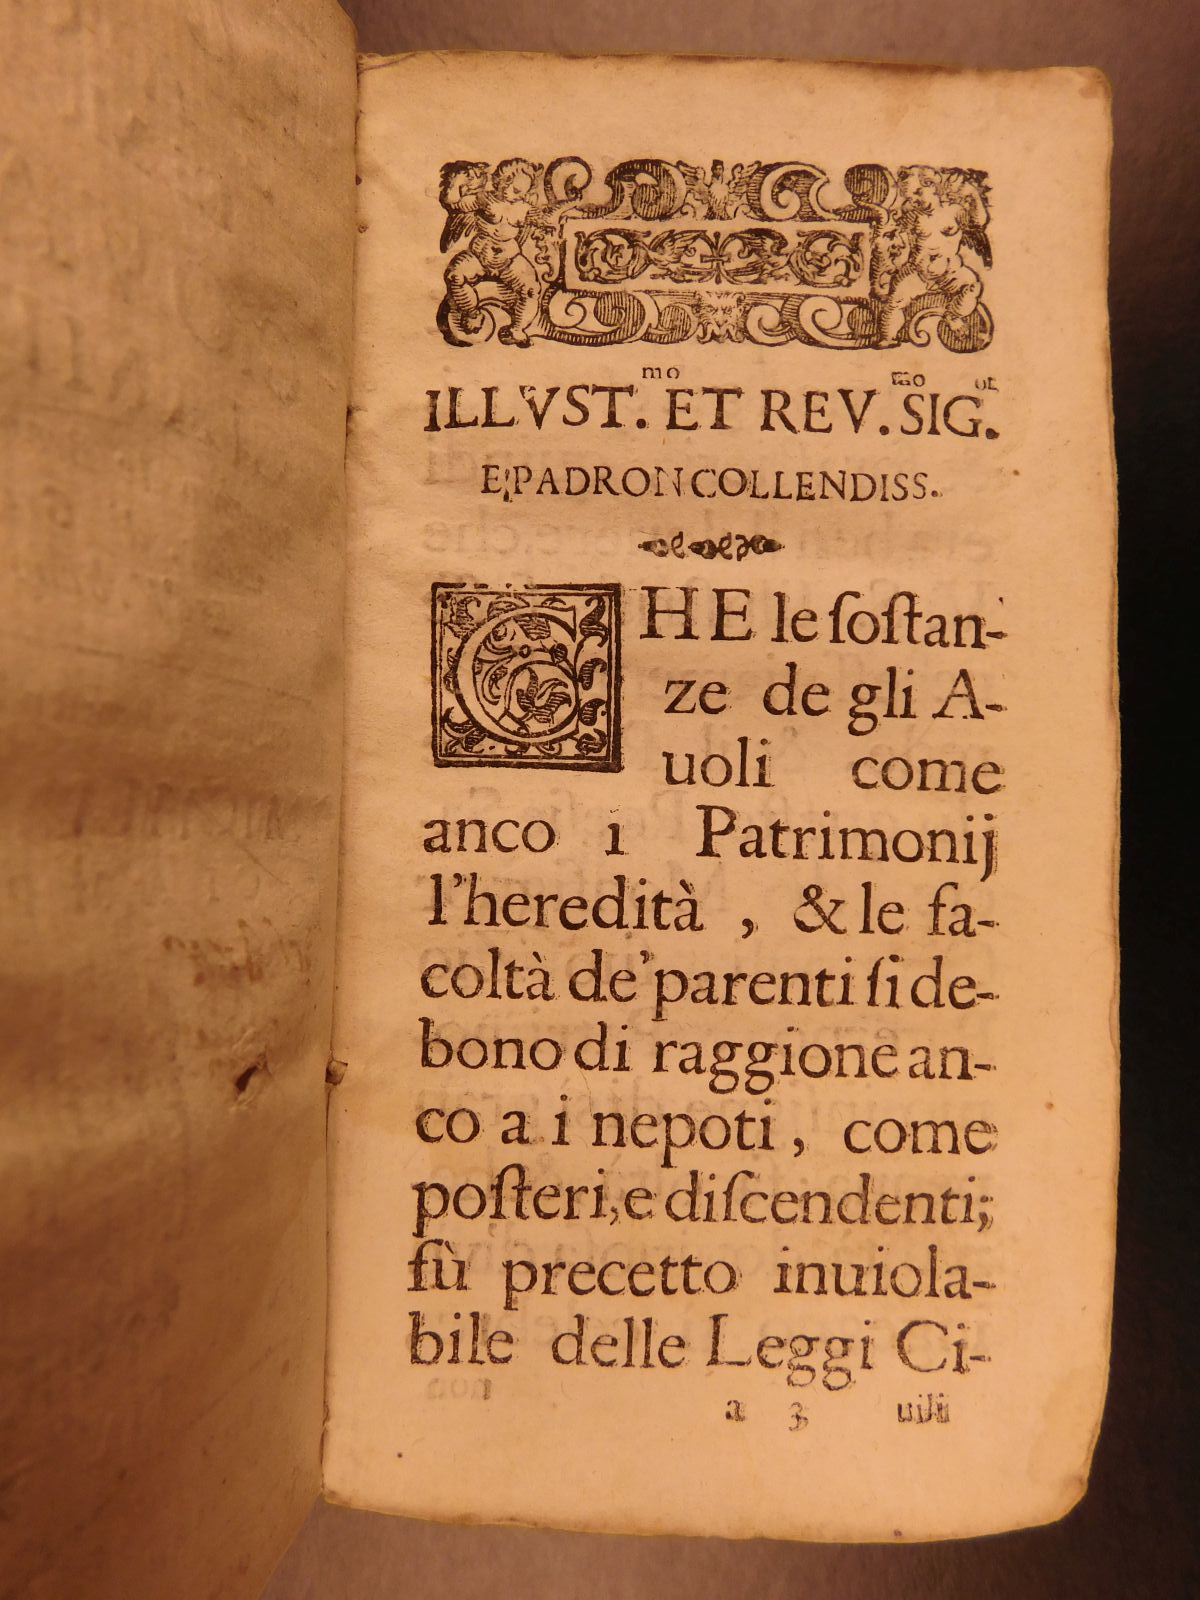 ILLVST.mo ET REV.mo SIG.or
E PADRON COLLENDISS.
CHE le ſoſtan-
ze de gli A-
uoli come
anco i Patrimonij
l'heredità , & le fa-
coltà de' parenti ſi de-
bono di raggione an-
co a i nepoti, come
poſteri, e diſcendenti;
fù precetto inuiola-
bile delle Leggi Ci-
a 3 uili